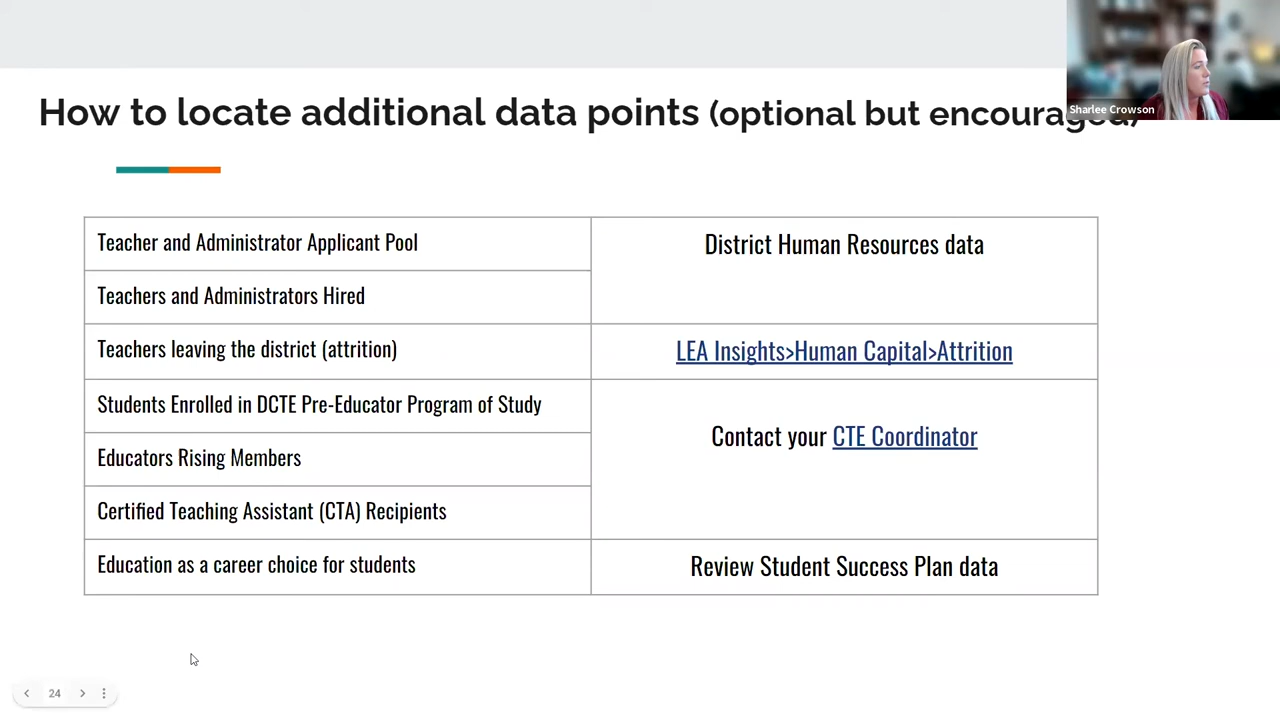 How to locate additional data points (optional but encouraged)
Sharlee Crowson
Teacher and Administrator Applicant Pool
District Human Resources data
Teachers and Administrators Hired
Teachers leaving the district (attrition)
LEA Insights>Human Capital>Attrition
Students Enrolled in DCTE Pre-Educator Program of Study
Contact your CTE Coordinator
Educators Rising Members
Certified Teaching Assistant (CTA) Recipients
Education as a career choice for students
Review Student Success Plan data
24